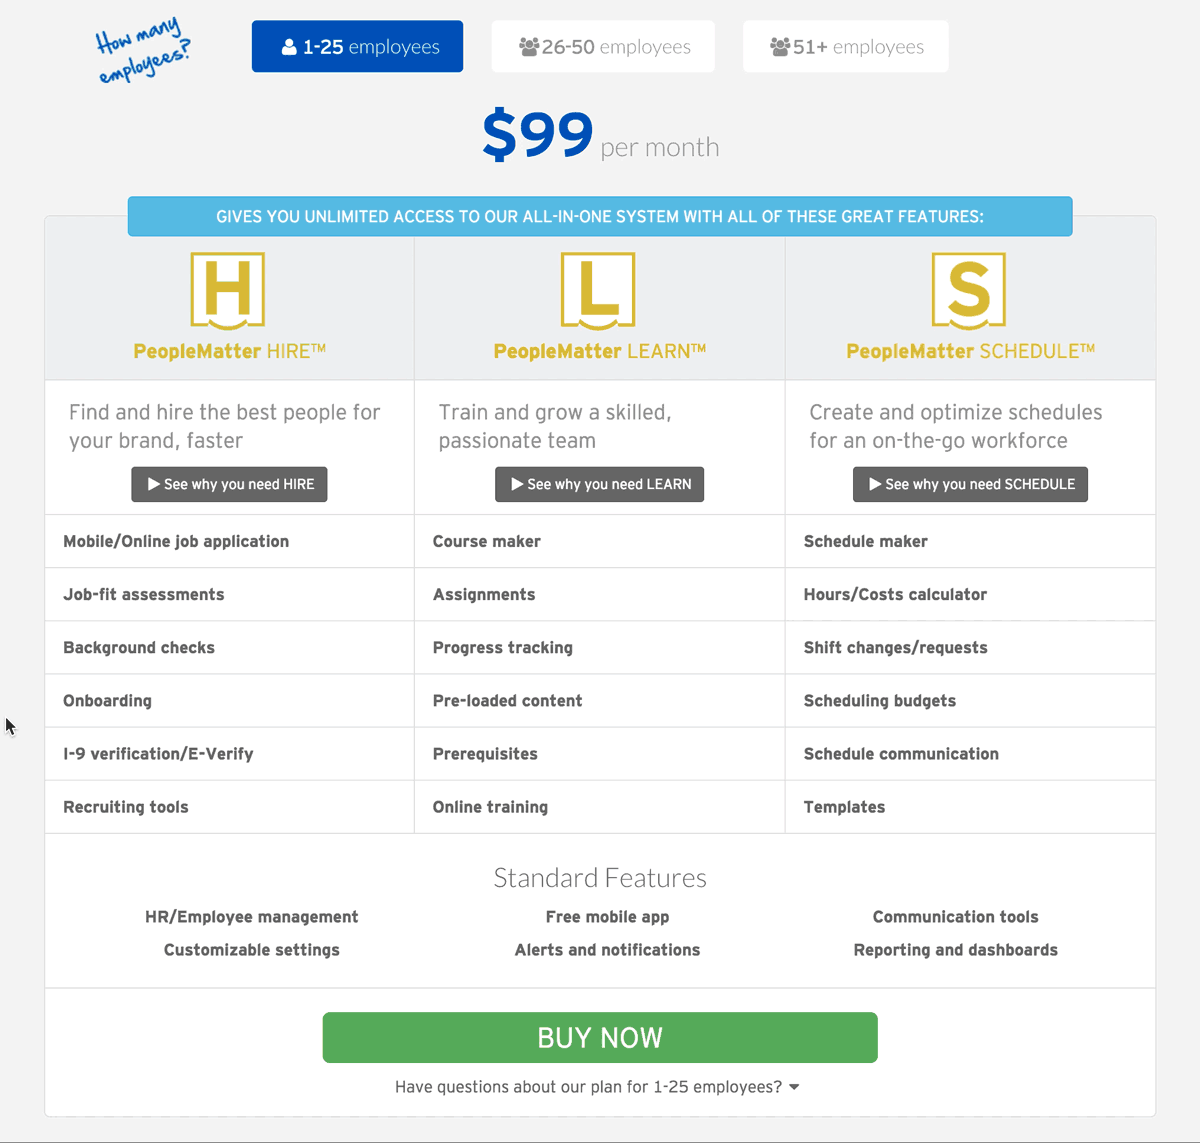 How many
employees?
1-25 employees
26-50 employees
51+ employees
$99 per month
GIVES YOU UNLIMITED ACCESS TO OUR ALL-IN-ONE SYSTEM WITH ALL OF THESE GREAT FEATURES:
H
L
S
PeopleMatter HIRE™
PeopleMatter LEARN™
PeopleMatter SCHEDULE™
Find and hire the best people for
your brand, faster
See why you need HIRE
Train and grow a skilled,
passionate team
See why you need LEARN
Create and optimize schedules
for an on-the-go workforce
See why you need SCHEDULE
Mobile/Online job application
Course maker
Schedule maker
Job-fit assessments
Assignments
Hours/Costs calculator
Background checks
Progress tracking
Shift changes/requests
Onboarding
Pre-loaded content
Scheduling budgets
I-9 verification/E-Verify
Prerequisites
Schedule communication
Recruiting tools
Online training
Templates
Standard Features
HR/Employee management
Free mobile app
Communication tools
Customizable settings
Alerts and notifications
Reporting and dashboards
BUY NOW
Have questions about our plan for 1-25 employees?